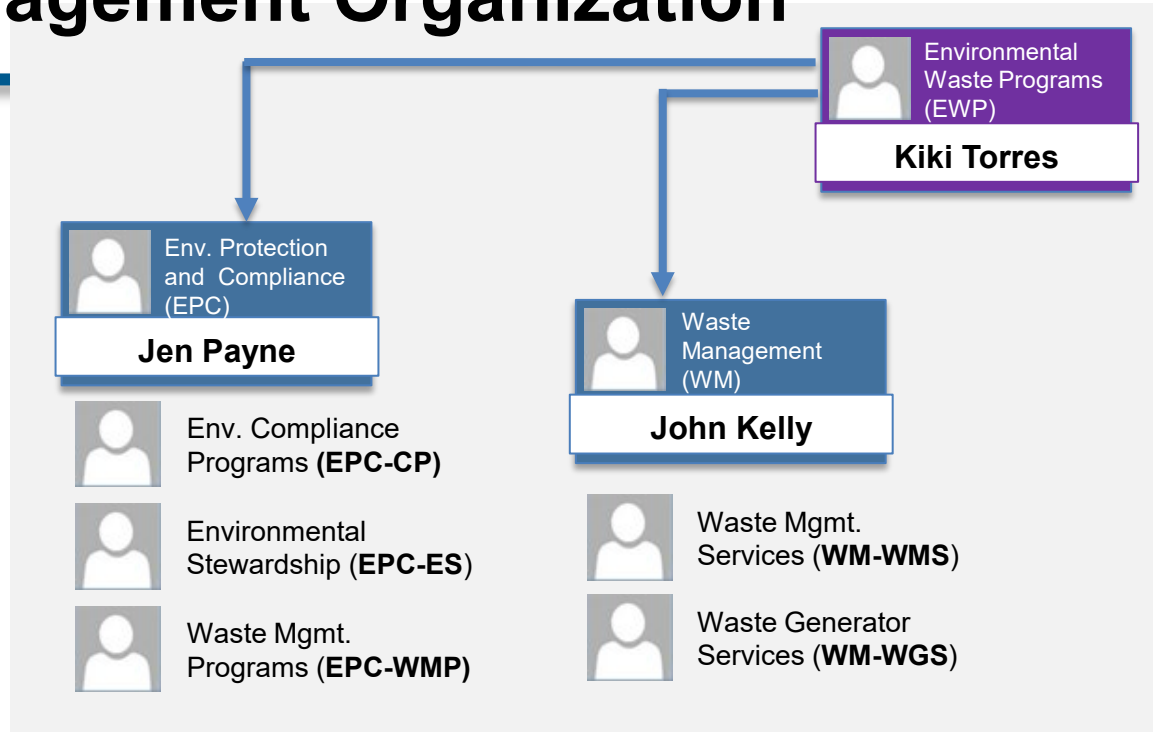 agement Organization
Environmental
Waste Programs
(EWP)
Kiki Torres
Env. Protection
and Compliance
(EPC)
Jen Payne
Env. Compliance
Programs (EPC-CP)
Environmental
Stewardship (EPC-ES)
Waste Mgmt.
Programs (EPC-WMP)
Waste
Management
(WM)
John Kelly
Waste Mgmt.
Services (WM-WMS)
Waste Generator
Services (WM-WGS)